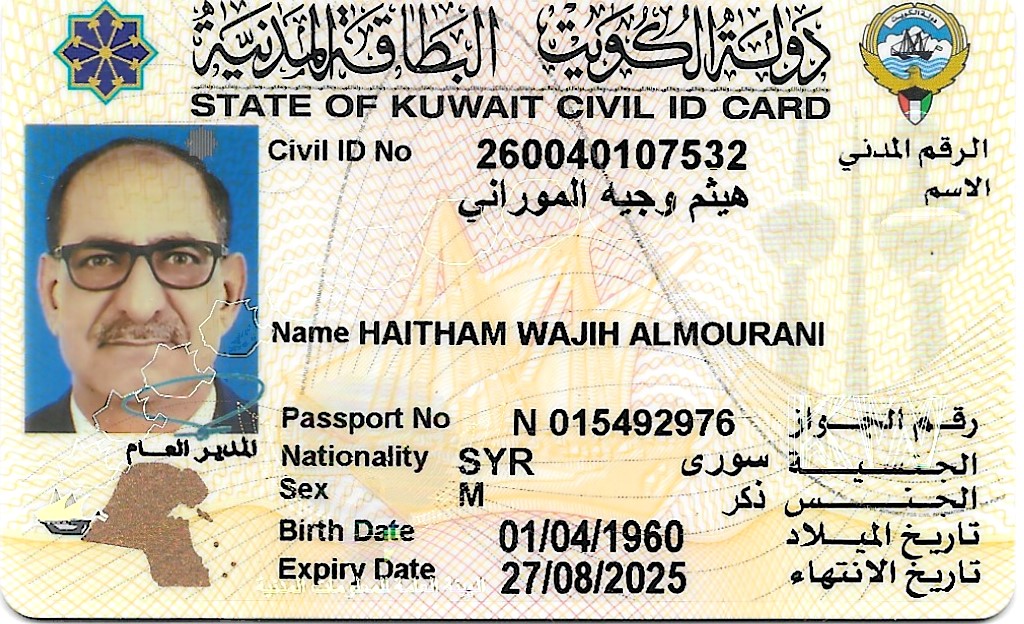 دولة الكويت البطاقة المدنية
STATE OF KUWAIT CIVIL ID CARD
Civil ID No 260040107532 الرقم المدني
هيثم وجيه الموراني الاسم
Name HAITHAM WAJIH ALMOURANI
Passport No N 015492976 رقم الجواز
المدير العام
Nationality SYR سورى الجنسية
Sex M ذكر الجنس
Birth Date 01/04/1960 تاريخ الميلاد
Expiry Date 27/08/2025 تاريخ الانتهاء